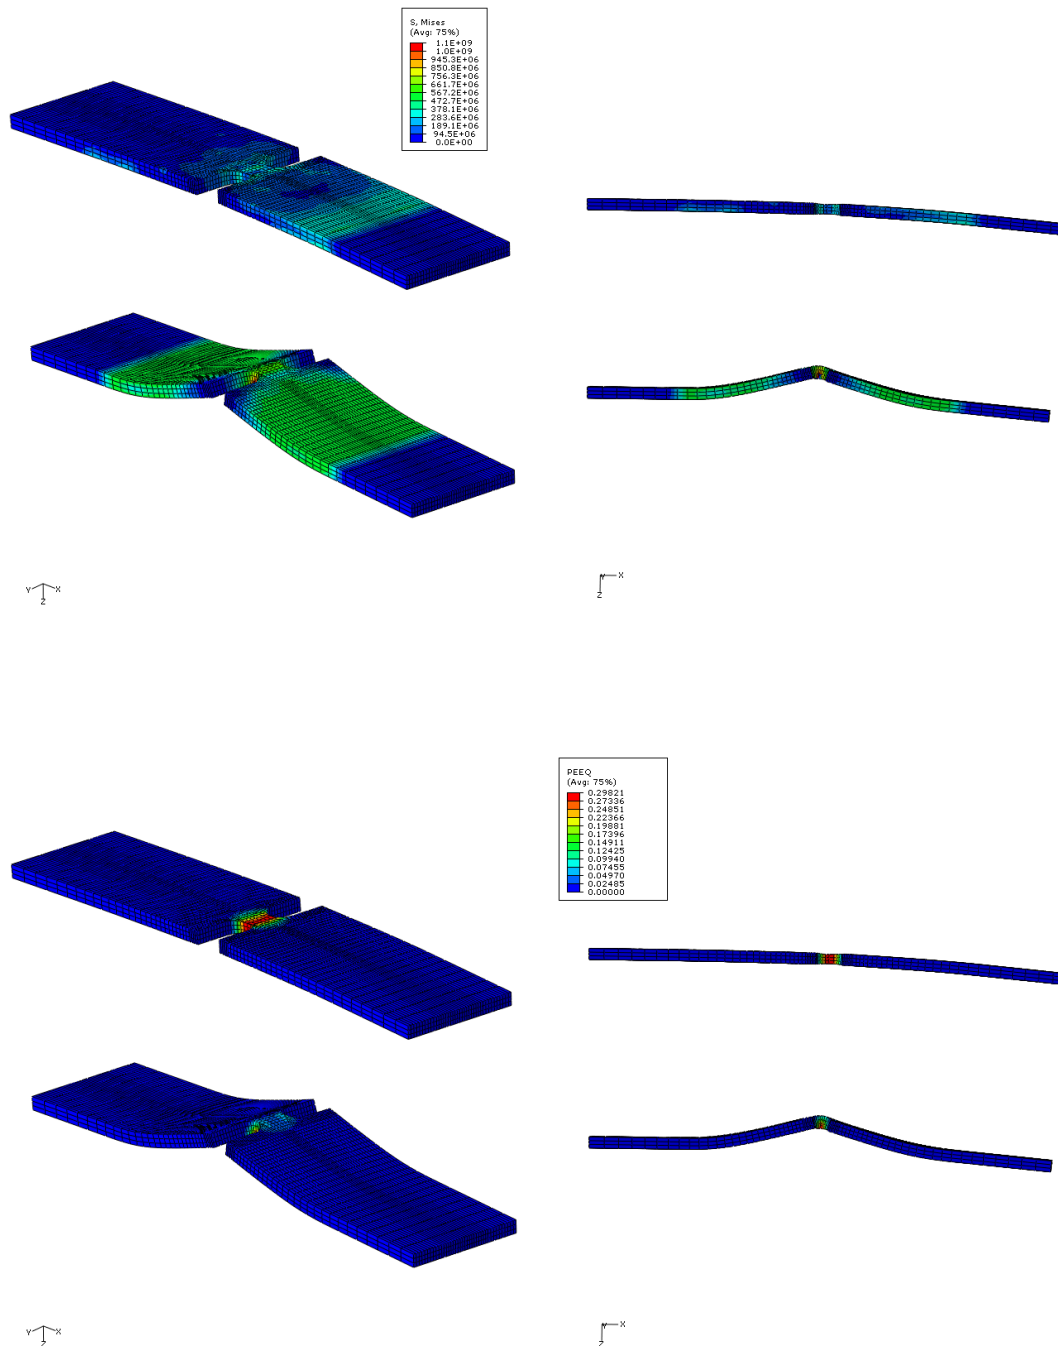 S, Mises
(Avg: 75%)
1.1E+09
1.0E+09
945.3E+06
850.8E+06
756.3E+06
661.7E+06
567.2E+06
472.7E+06
378.1E+06
283.6E+06
189.1E+06
94.5E+06
0.0E+00
Y X
Z
Y X
Z
PEEQ
(Avg: 75%)
0.29821
0.27336
0.24851
0.22366
0.19881
0.17396
0.14911
0.12425
0.09940
0.07455
0.04970
0.02485
0.00000
Y X
Z
Y X
Z